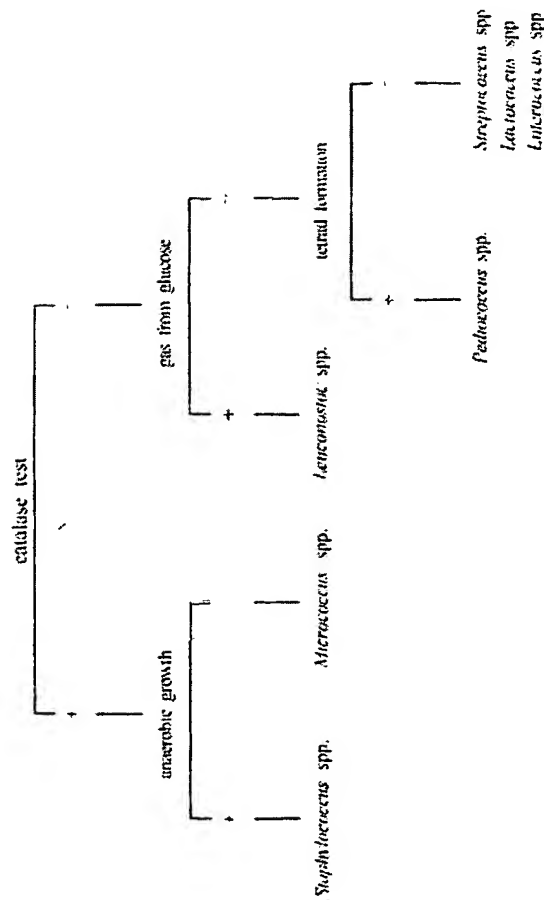 catalase test
+ -
anaerobic growth gas from glucose
+ - + -
Staphylococcus spp. Micrococcus spp. Leuconostoc spp. tetrad formation
+ -
Pediococcus spp. Streptococcus spp
Lactococcus spp
Enterococcus spp